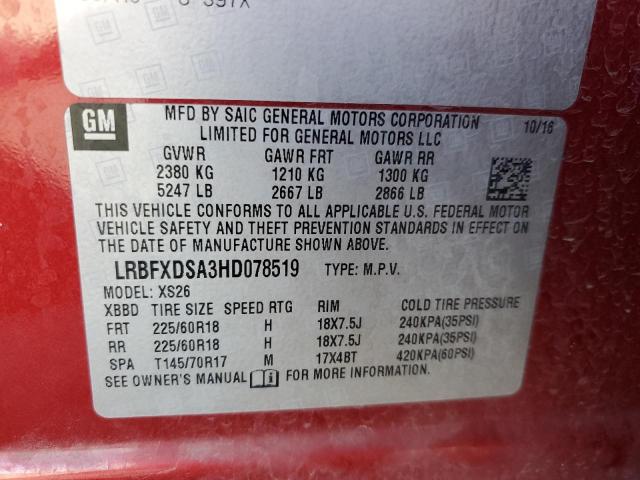 GM
MFD BY SAIC GENERAL MOTORS CORPORATION
LIMITED FOR GENERAL MOTORS LLC
10/16
GVWR GAWR FRT GAWR RR
2380 KG 1210 KG 1300 KG
5247 LB 2667 LB 2866 LB
THIS VEHICLE CONFORMS TO ALL APPLICABLE U.S. FEDERAL MOTOR
VEHICLE SAFETY AND THEFT PREVENTION STANDARDS IN EFFECT ON
THE DATE OF MANUFACTURE SHOWN ABOVE.
LRBFXDSA3HD078519 TYPE: M.P.V.
MODEL: XS26
XBBD TIRE SIZE SPEED RTG RIM COLD TIRE PRESSURE
FRT 225/60R18 H 18X7.5J 240KPA(35PSI)
RR 225/60R18 H 18X7.5J 240KPA(35PSI)
SPA T145/70R17 M 17X4BT 420KPA(60PSI)
SEE OWNER'S MANUAL FOR MORE INFORMATION.